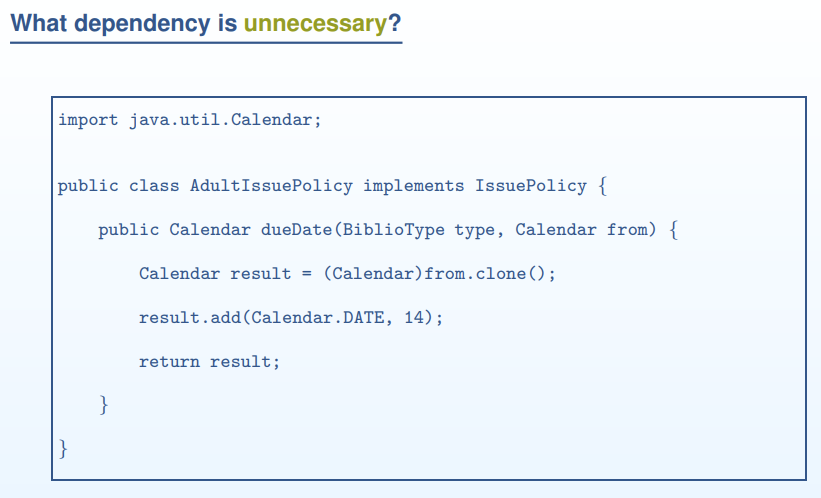 What dependency is unnecessary?
import java.util.Calendar;
public class AdultIssuePolicy implements IssuePolicy {
public Calendar dueDate(BiblioType type, Calendar from) {
Calendar result = (Calendar)from.clone();
result.add(Calendar.DATE, 14);
return result;
}
}